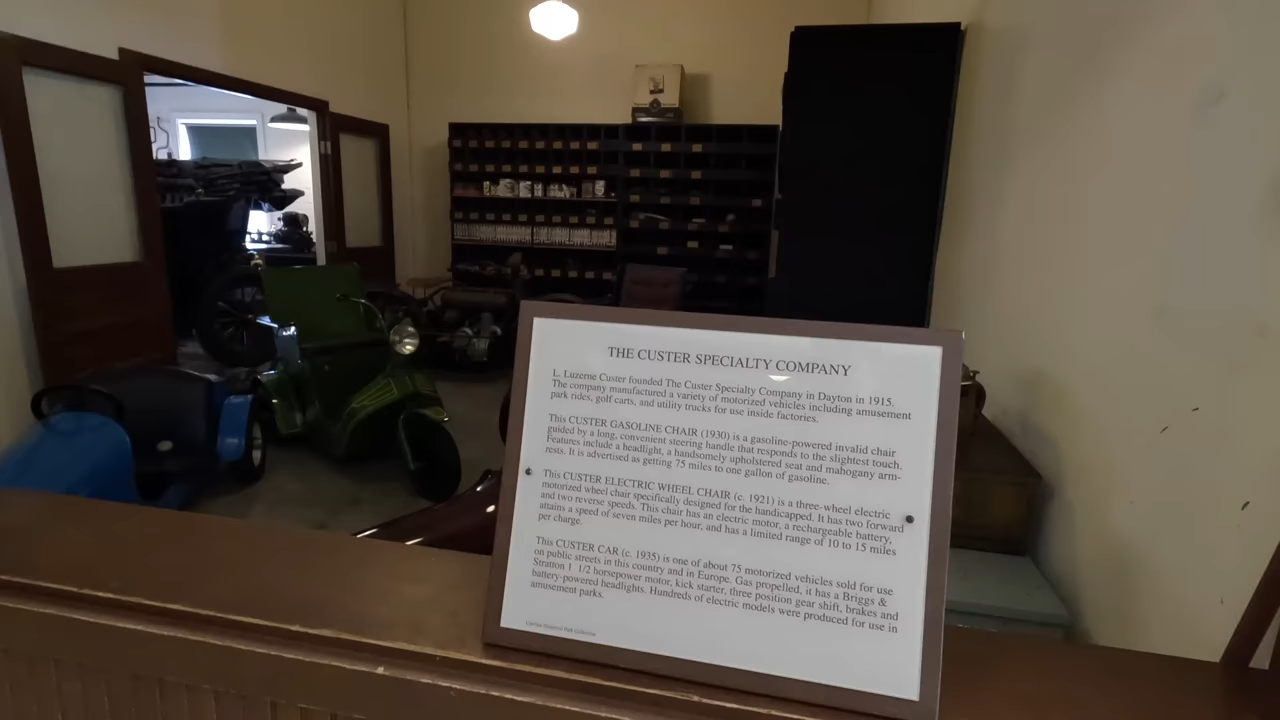 THE CUSTER SPECIALTY COMPANY
L. Luzerne Custer founded The Custer Specialty Company in Dayton in 1915.
The company manufactured a variety of motorized vehicles including amusement
park rides, golf carts, and utility trucks for use inside factories.
This CUSTER GASOLINE CHAIR (1930) is a gasoline-powered invalid chair
guided by a long, convenient steering handle that responds to the slightest touch.
Features include a headlight, a handsomely upholstered seat and mahogany arm-
rests. It is advertised as getting 75 miles to one gallon of gasoline.
This CUSTER ELECTRIC WHEEL CHAIR (c. 1921) is a three-wheel electric
motorized wheel chair specifically designed for the handicapped. It has two forward
and two reverse speeds. This chair has an electric motor, a rechargeable battery,
attains a speed of seven miles per hour, and has a limited range of 10 to 15 miles
per charge.
This CUSTER CAR (c. 1935) is one of about 75 motorized vehicles sold for use
on public streets in this country and in Europe. Gas propelled, it has a Briggs &
Stratton 1 1/2 horsepower motor, kick starter, three position gear shift, brakes and
battery-powered headlights. Hundreds of electric models were produced for use in
amusement parks.
Carillon Historical Park Collection